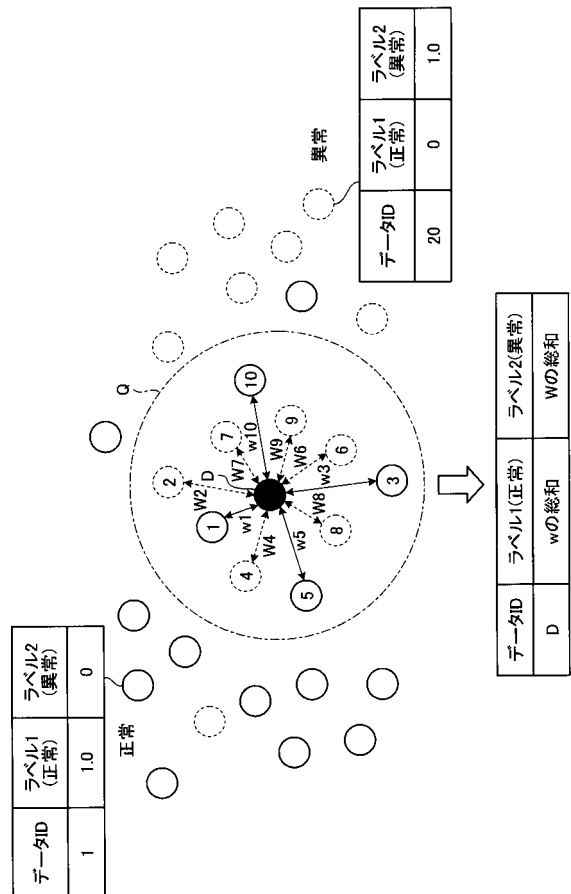 データID
ラベル1
(正常)
ラベル2
(異常)
1
1.0
0
正常
Q
D
1
2
3
4
5
6
7
8
9
10
w1
W2
w3
W4
w5
W6
W7
W8
W9
w10
異常
データID
ラベル1
(正常)
ラベル2
(異常)
20
0
1.0
データID
ラベル1(正常)
ラベル2(異常)
D
wの総和
Wの総和